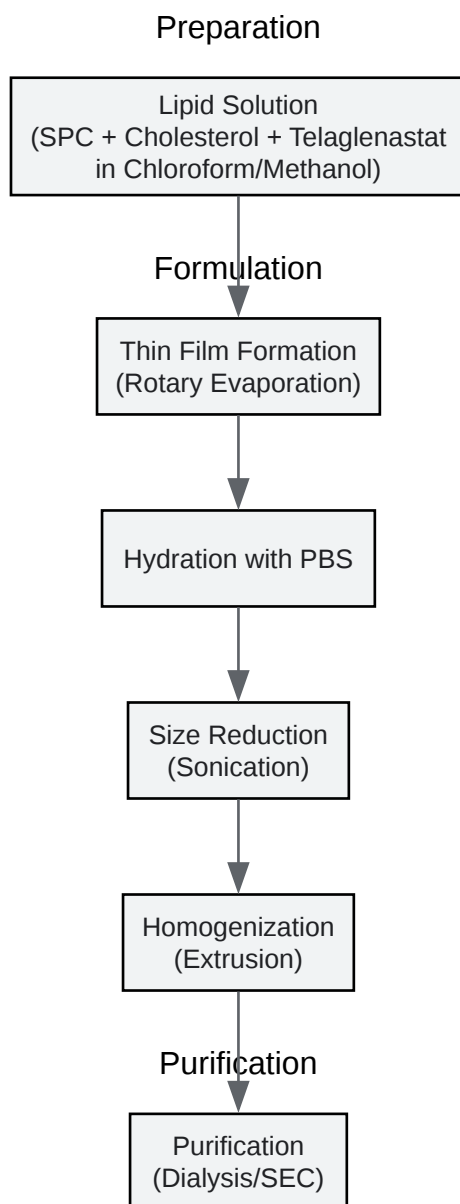 Preparation
Lipid Solution
(SPC + Cholesterol + Telaglenastat
in Chloroform/Methanol)
Formulation
Thin Film Formation
(Rotary Evaporation)
Hydration with PBS
Size Reduction
(Sonication)
Homogenization
(Extrusion)
Purification
Purification
(Dialysis/SEC)